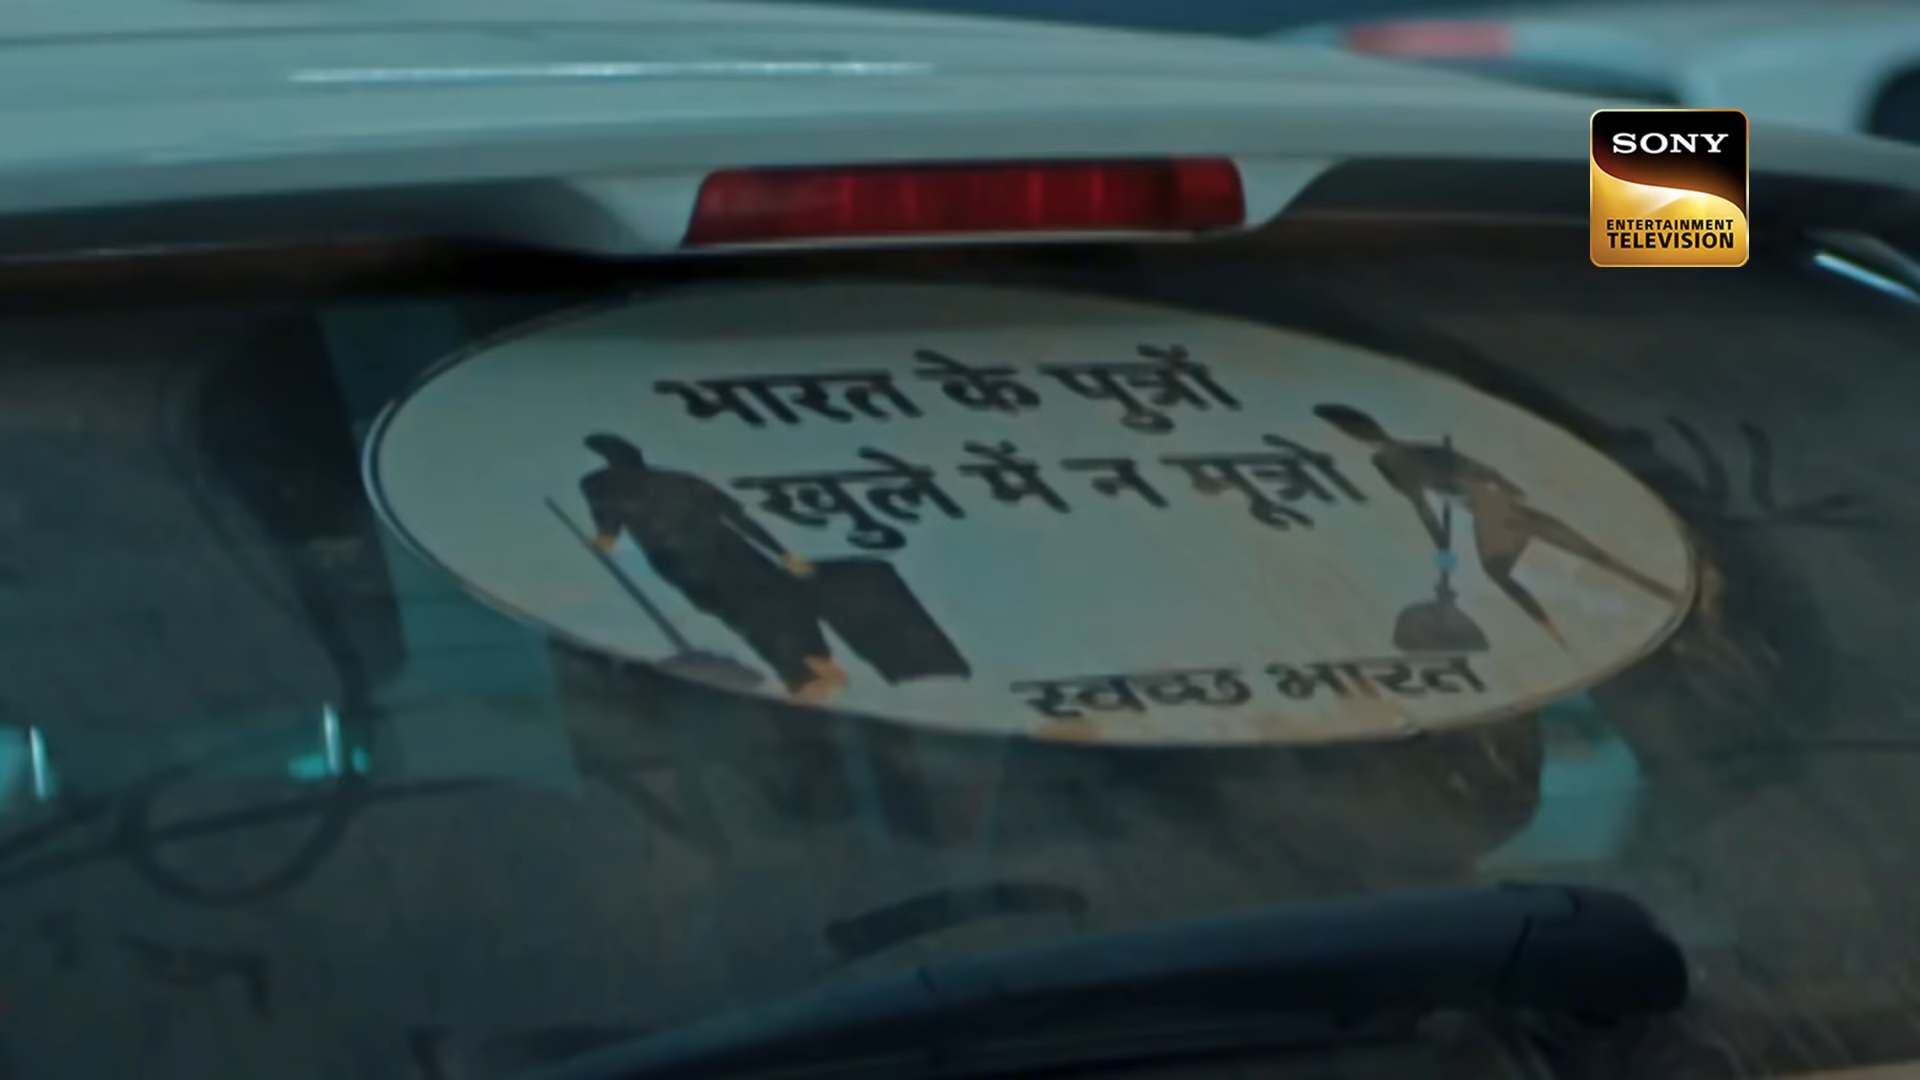 SONY
ENTERTAINMENT
TELEVISION
भारत के पुत्रों
खुले में न मूत्रो
स्वच्छ भारत